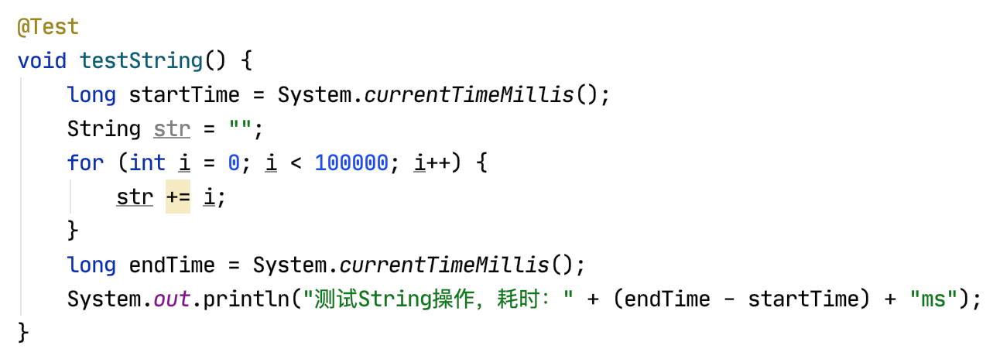 @Test
void testString() {
    long startTime = System.currentTimeMillis();
    String str = "";
    for (int i = 0; i < 100000; i++) {
        str += i;
    }
    long endTime = System.currentTimeMillis();
    System.out.println("测试String操作，耗时：" + (endTime - startTime) + "ms");
}